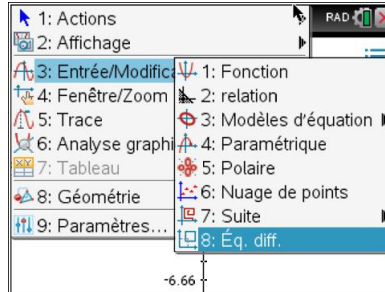 1: Actions
RAD
2: Affichage
3: Entrée/Modifica
1: Fonction
4: Fenêtre/Zoom
2: relation
5: Trace
3: Modèles d'équation
6: Analyse graphi
4: Paramétrique
7: Tableau
5: Polaire
8: Géométrie
6: Nuage de points
9: Paramètres...
7: Suite
8: Éq. diff.
-6.66